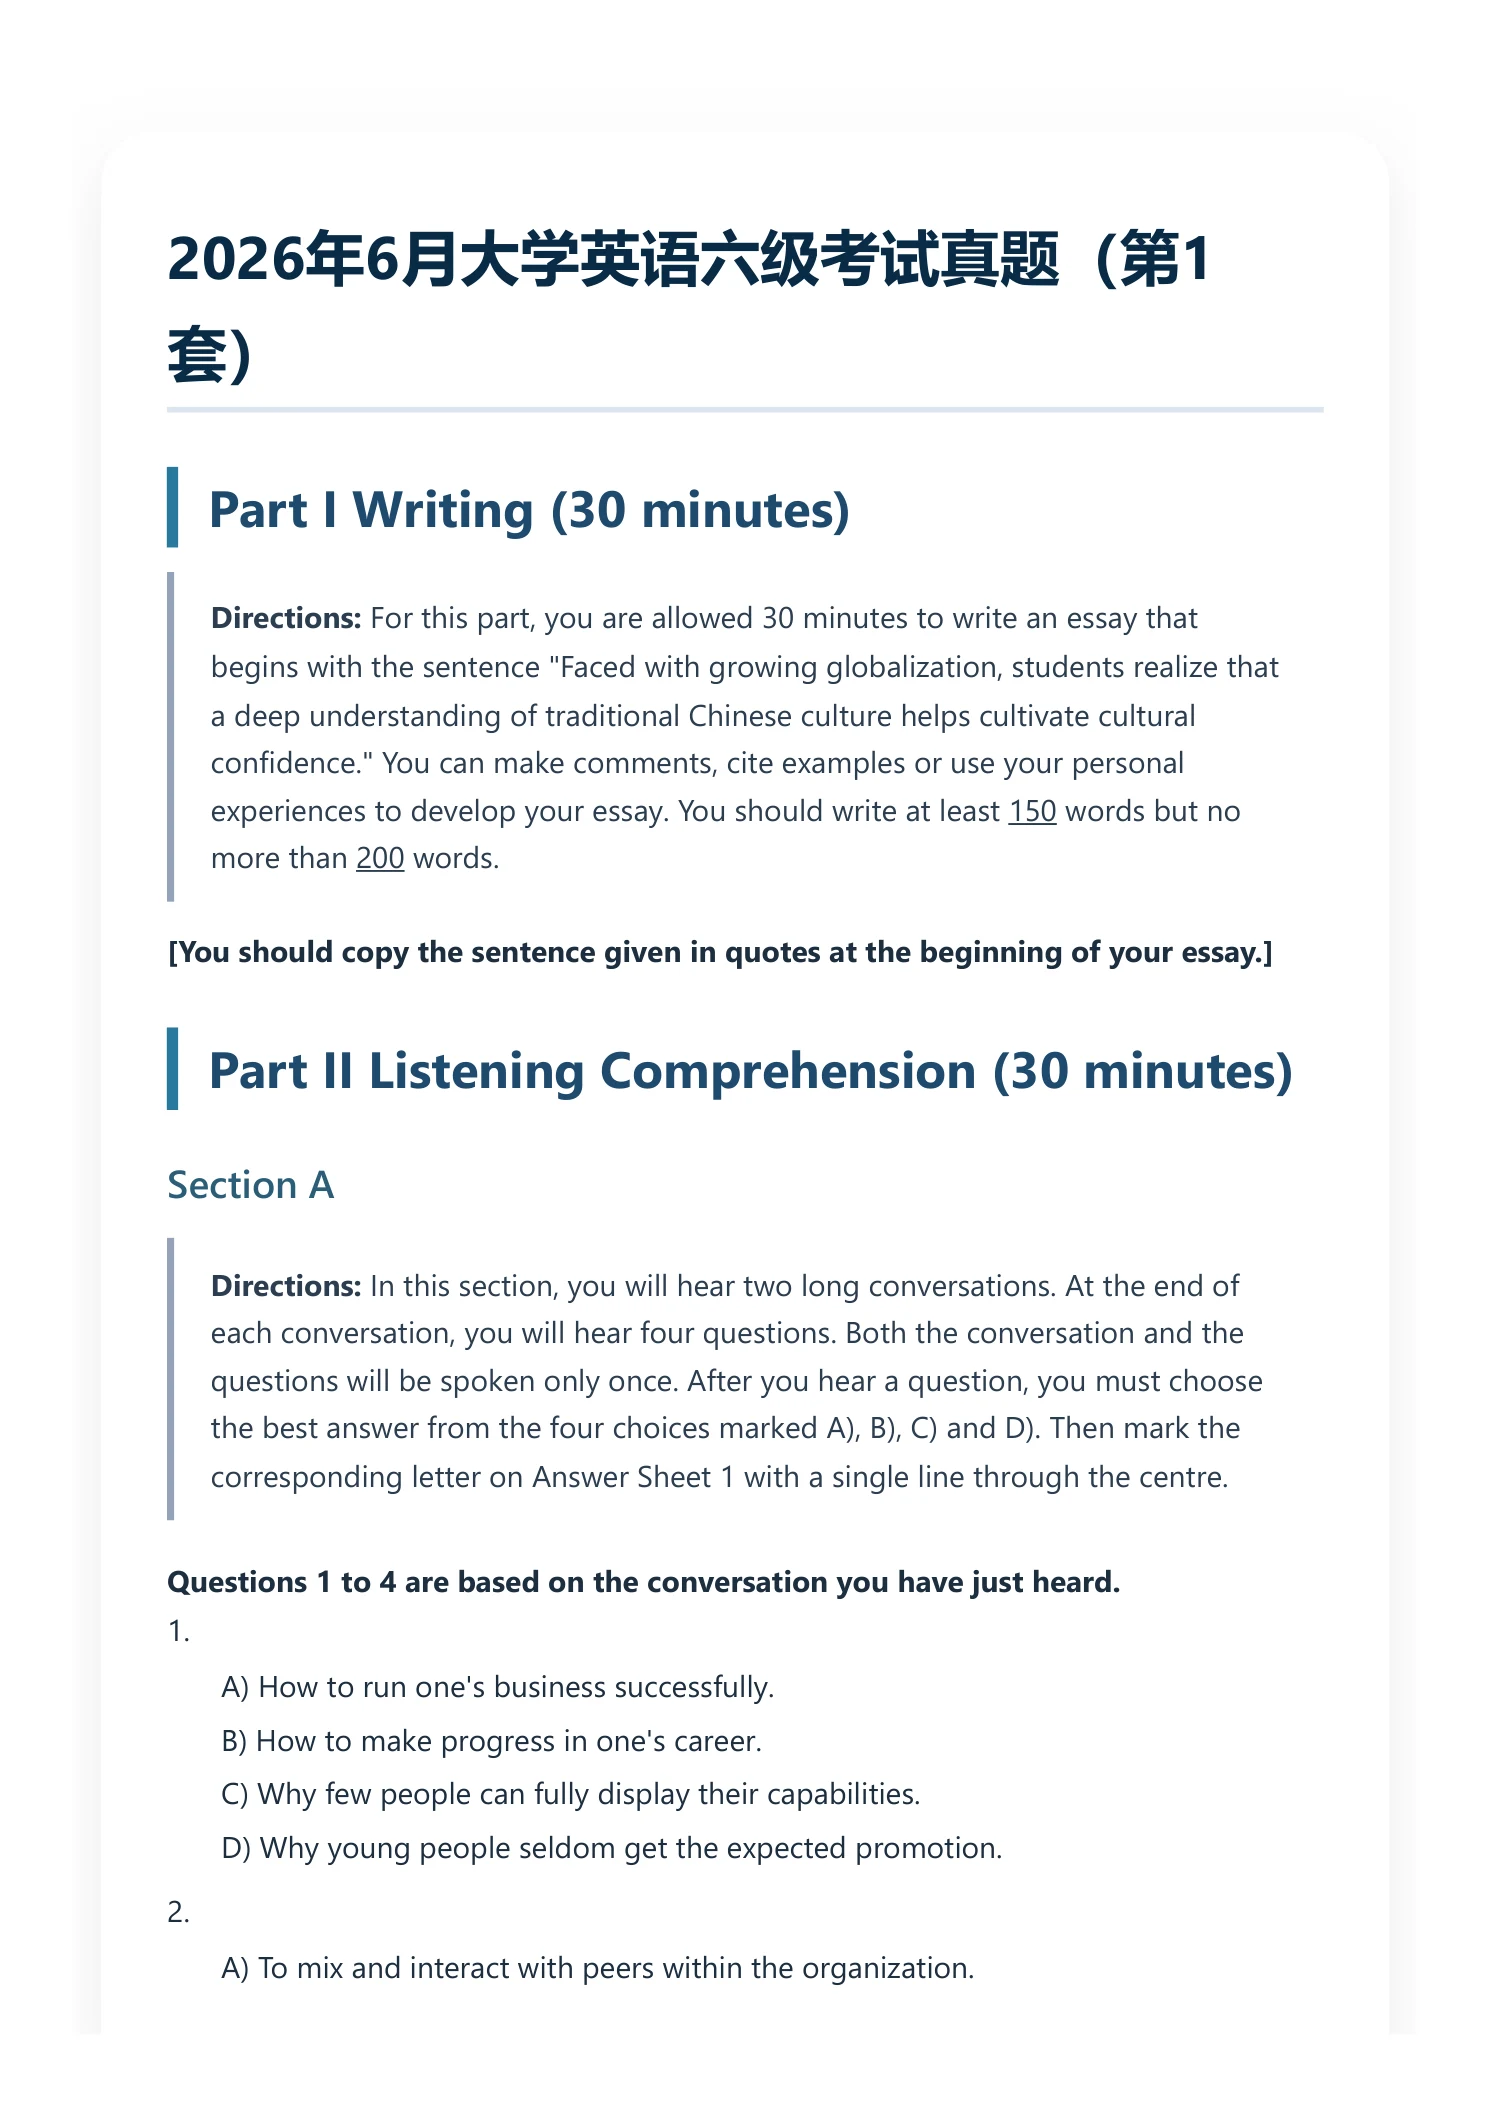 2026年6月大学英语六级考试真题（第1
套）
Part I Writing (30 minutes)
Directions: For this part, you are allowed 30 minutes to write an essay that
begins with the sentence "Faced with growing globalization, students realize that
a deep understanding of traditional Chinese culture helps cultivate cultural
confidence." You can make comments, cite examples or use your personal
experiences to develop your essay. You should write at least 150 words but no
more than 200 words.
[You should copy the sentence given in quotes at the beginning of your essay.]
Part II Listening Comprehension (30 minutes)
Section A
Directions: In this section, you will hear two long conversations. At the end of
each conversation, you will hear four questions. Both the conversation and the
questions will be spoken only once. After you hear a question, you must choose
the best answer from the four choices marked A), B), C) and D). Then mark the
corresponding letter on Answer Sheet 1 with a single line through the centre.
Questions 1 to 4 are based on the conversation you have just heard.
1.
A) How to run one's business successfully.
B) How to make progress in one's career.
C) Why few people can fully display their capabilities.
D) Why young people seldom get the expected promotion.
2.
A) To mix and interact with peers within the organization.